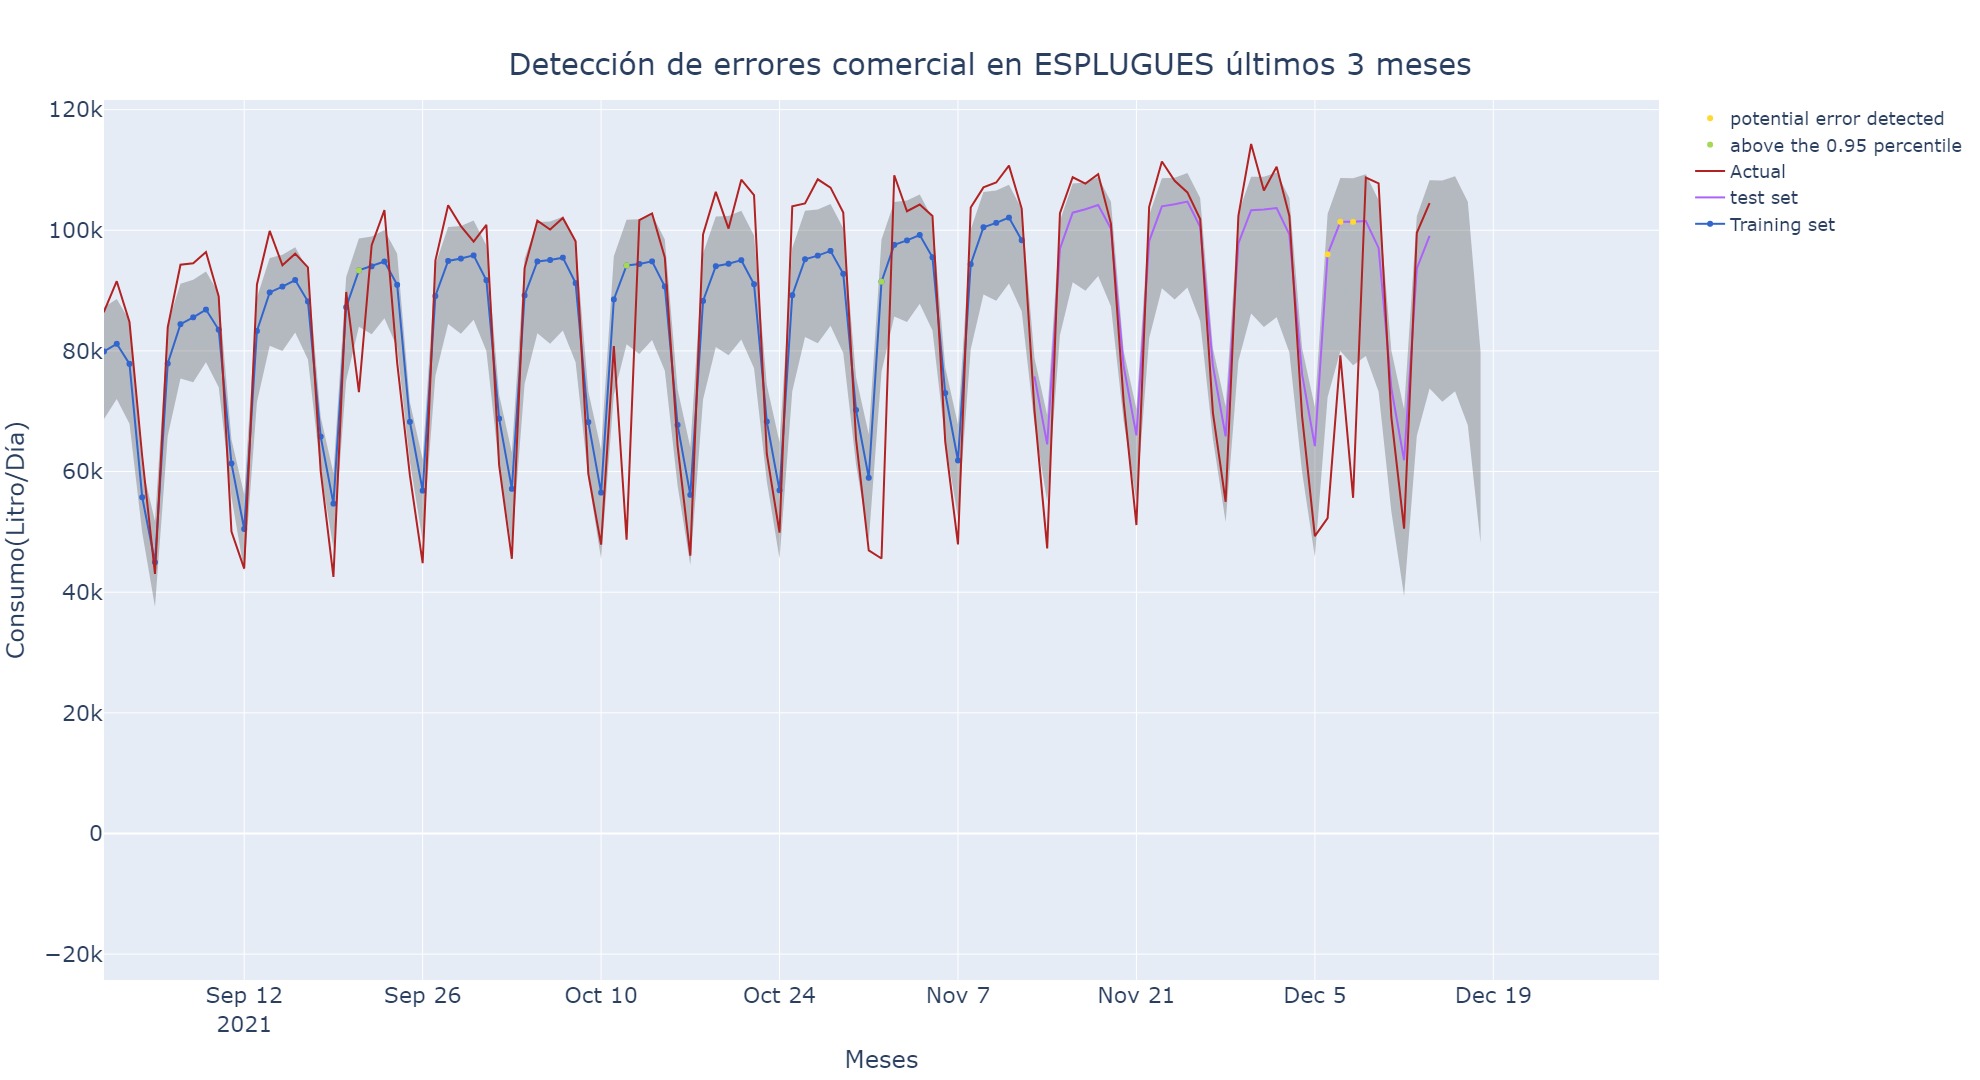 Detección de errores comercial en ESPLUGUES últimos 3 meses
120k
100k
80k
60k
40k
20k
0
−20k
Consumo(Litro/Día)
Sep 12
2021
Sep 26
Oct 10
Oct 24
Nov 7
Nov 21
Dec 5
Dec 19
Meses
potential error detected
above the 0.95 percentile
Actual
test set
Training set